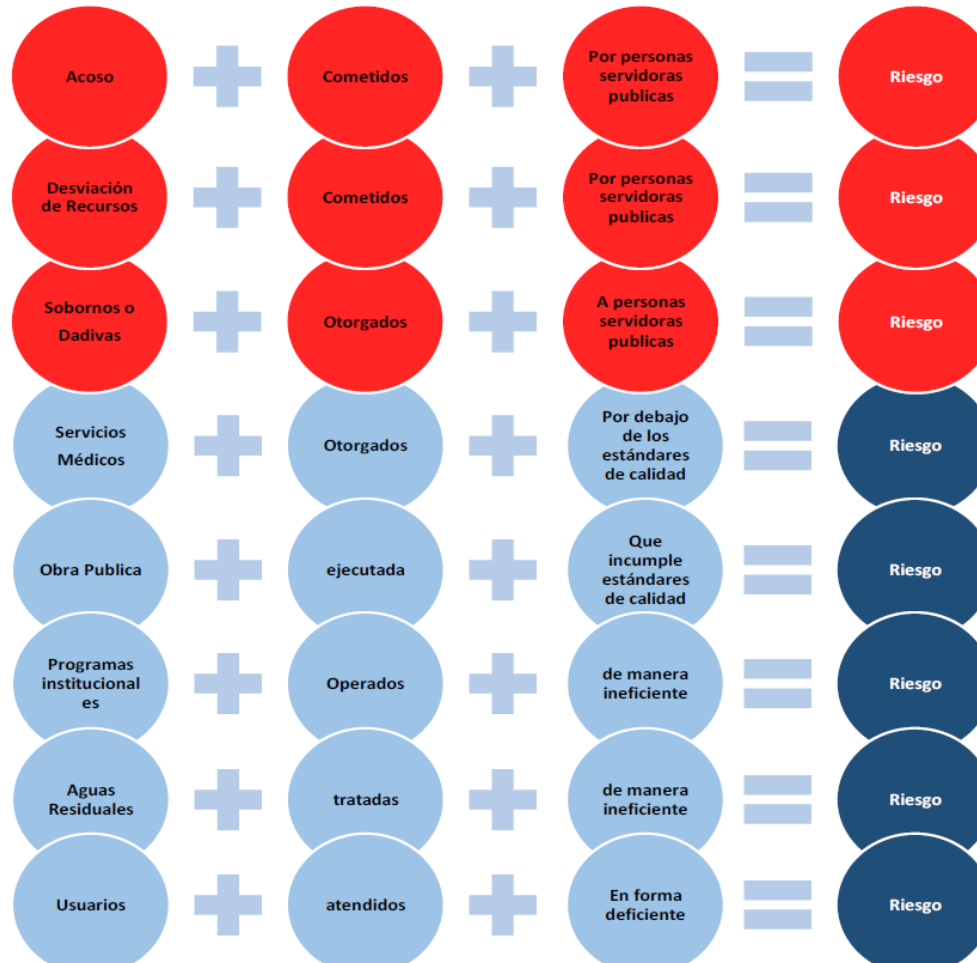 Acoso
Cometidos
Por personas
servidoras
publicas
Riesgo
Desviación
de Recursos
Cometidos
Por personas
servidoras
publicas
Riesgo
Sobornos o
Dadivas
Otorgados
A personas
servidoras
publicas
Riesgo
Servicios
Médicos
Otorgados
Por debajo
de los
estándares
de calidad
Riesgo
Obra Publica
ejecutada
Que
incumple
estándares
de calidad
Riesgo
Programas
institucional
es
Operados
de manera
ineficiente
Riesgo
Aguas
Residuales
tratadas
de manera
ineficiente
Riesgo
Usuarios
atendidos
En forma
deficiente
Riesgo